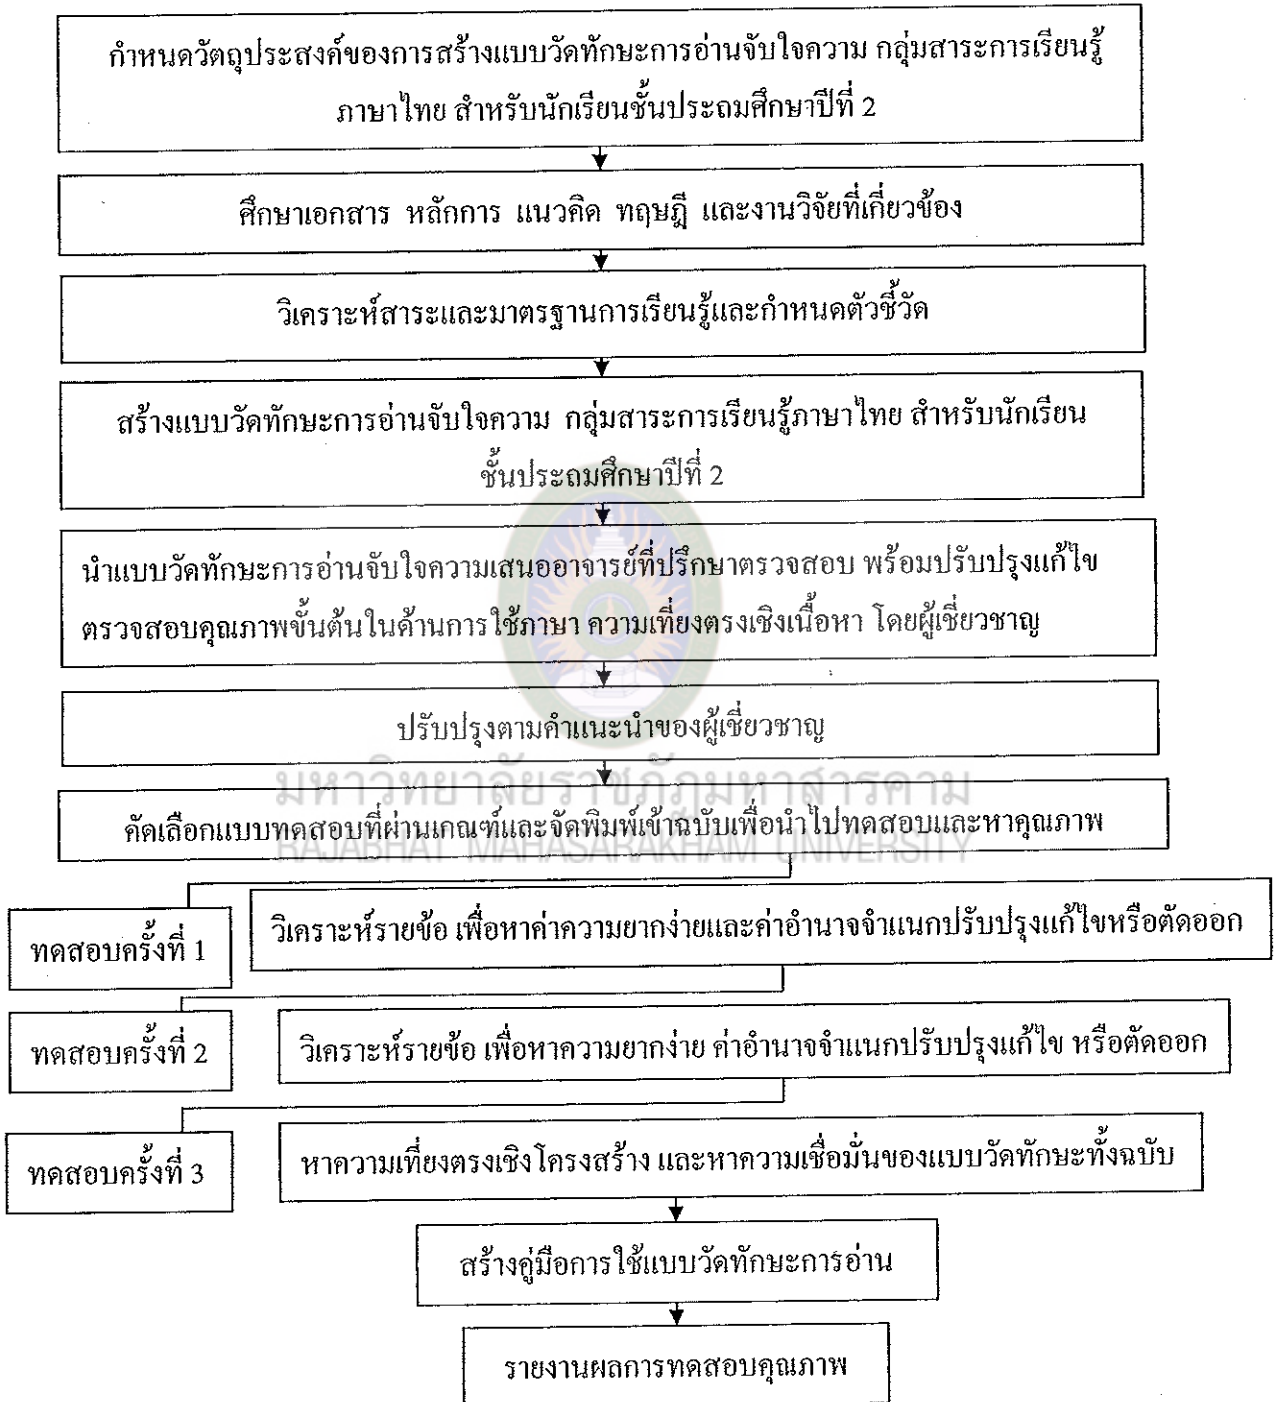 กำหนดวัตถุประสงค์ของการสร้างแบบวัดทักษะการอ่านจับใจความ กลุ่มสาระการเรียนรู้
ภาษาไทย สำหรับนักเรียนชั้นประถมศึกษาปีที่ 2
ศึกษาเอกสาร หลักการ แนวคิด ทฤษฎี และงานวิจัยที่เกี่ยวข้อง
วิเคราะห์สาระและมาตรฐานการเรียนรู้และกำหนดตัวชี้วัด
สร้างแบบวัดทักษะการอ่านจับใจความ กลุ่มสาระการเรียนรู้ภาษาไทย สำหรับนักเรียน
ชั้นประถมศึกษาปีที่ 2
นำแบบวัดทักษะการอ่านจับใจความเสนออาจารย์ที่ปรึกษาตรวจสอบ พร้อมปรับปรุงแก้ไข
ตรวจสอบคุณภาพขั้นต้นในด้านการใช้ภาษา ความเที่ยงตรงเชิงเนื้อหา โดยผู้เชี่ยวชาญ
ปรับปรุงตามคำแนะนำของผู้เชี่ยวชาญ
มหาวิทยาลัยราชภัฏมหาสารคาม
คัดเลือกแบบทดสอบที่ผ่านเกณฑ์และจัดพิมพ์เข้าฉบับเพื่อนำไปทดสอบและหาคุณภาพ
RAJABHAT MAHASARAKHAM UNIVERSITY
ทดสอบครั้งที่ 1
วิเคราะห์รายข้อ เพื่อหาค่าความยากง่ายและค่าอำนาจจำแนกปรับปรุงแก้ไขหรือตัดออก
ทดสอบครั้งที่ 2
วิเคราะห์รายข้อ เพื่อหาความยากง่าย ค่าอำนาจจำแนกปรับปรุงแก้ไข หรือตัดออก
ทดสอบครั้งที่ 3
หาความเที่ยงตรงเชิงโครงสร้าง และหาความเชื่อมั่นของแบบวัดทักษะทั้งฉบับ
สร้างคู่มือการใช้แบบวัดทักษะการอ่าน
รายงานผลการทดสอบคุณภาพ